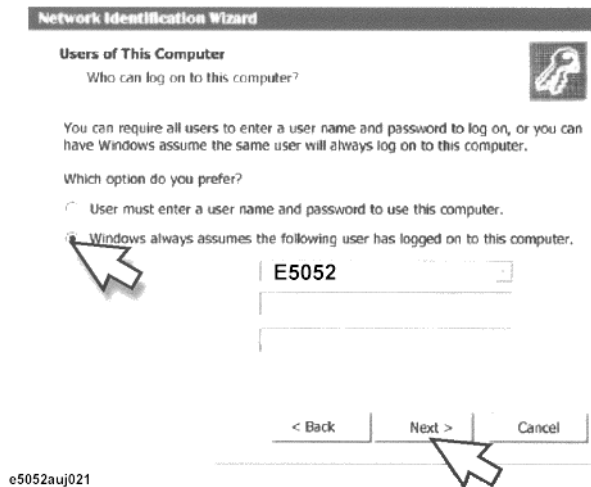 Network Identification Wizard
Users of This Computer
Who can log on to this computer?
You can require all users to enter a user name and password to log on, or you can
have Windows assume the same user will always log on to this computer.
Which option do you prefer?
User must enter a user name and password to use this computer.
Windows always assumes the following user has logged on to this computer.
E5052
< Back
Next >
Cancel
e5052auj021